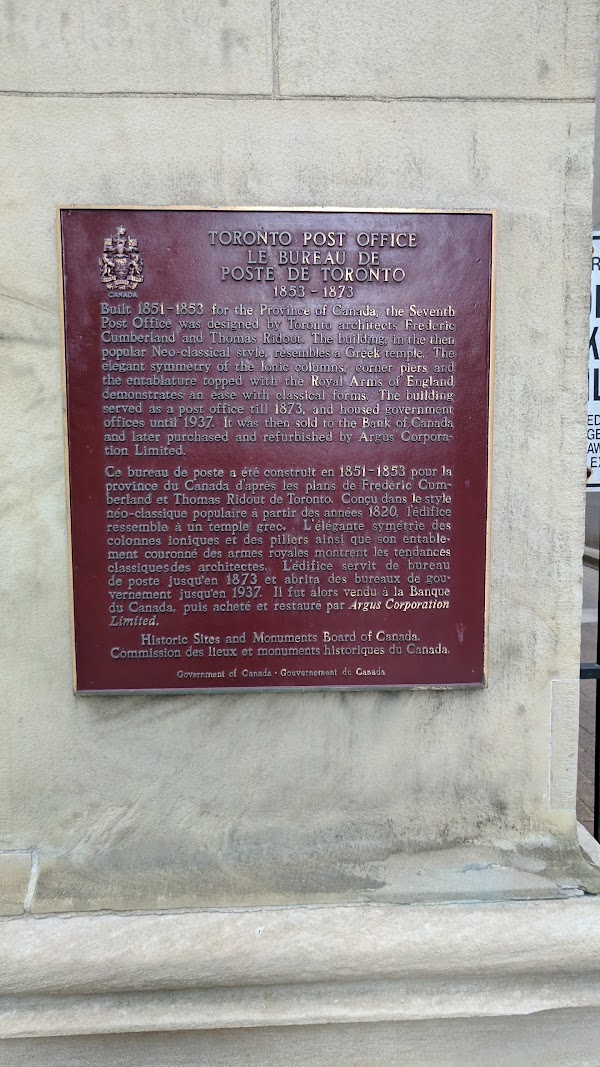 CANADA
TORONTO POST OFFICE
LE BUREAU DE
POSTE DE TORONTO
1853-1873
Built 1851-1853 for the Province of Canada, the Seventh
Post Office was designed by Toronto architects Frederic
Cumberland and Thomas Ridout. The building, in the then
popular Neo-classical style, resembles a Greek temple. The
elegant symmetry of the Ionic columns, corner piers and
the entablature topped with the Royal Arms of England
demonstrates an ease with classical forms. The building
served as a post office till 1873, and housed government
offices until 1937. It was then sold to the Bank of Canada
and later purchased and refurbished by Argus Corpora-
tion Limited.
Ce bureau de poste a été construit en 1851-1853 pour la
province du Canada d'après les plans de Frederic Cum-
berland et Thomas Ridout de Toronto. Conçu dans le style
néo-classique populaire à partir des années 1820, l'édifice
ressemble à un temple grec. L'élégante symétrie des
colonnes ioniques et des piliers ainsi que son entable-
ment couronné des armes royales montrent les tendances
classiques des architectes. L'édifice servit de bureau
de poste jusqu'en 1873 et abrita des bureaux de gou-
vernement jusqu'en 1937. Il fut alors vendu à la Banque
du Canada, puis acheté et restauré par Argus Corporation
Limited.
Historic Sites and Monuments Board of Canada.
Commission des lieux et monuments historiques du Canada.
Government of Canada - Gouvernement du Canada